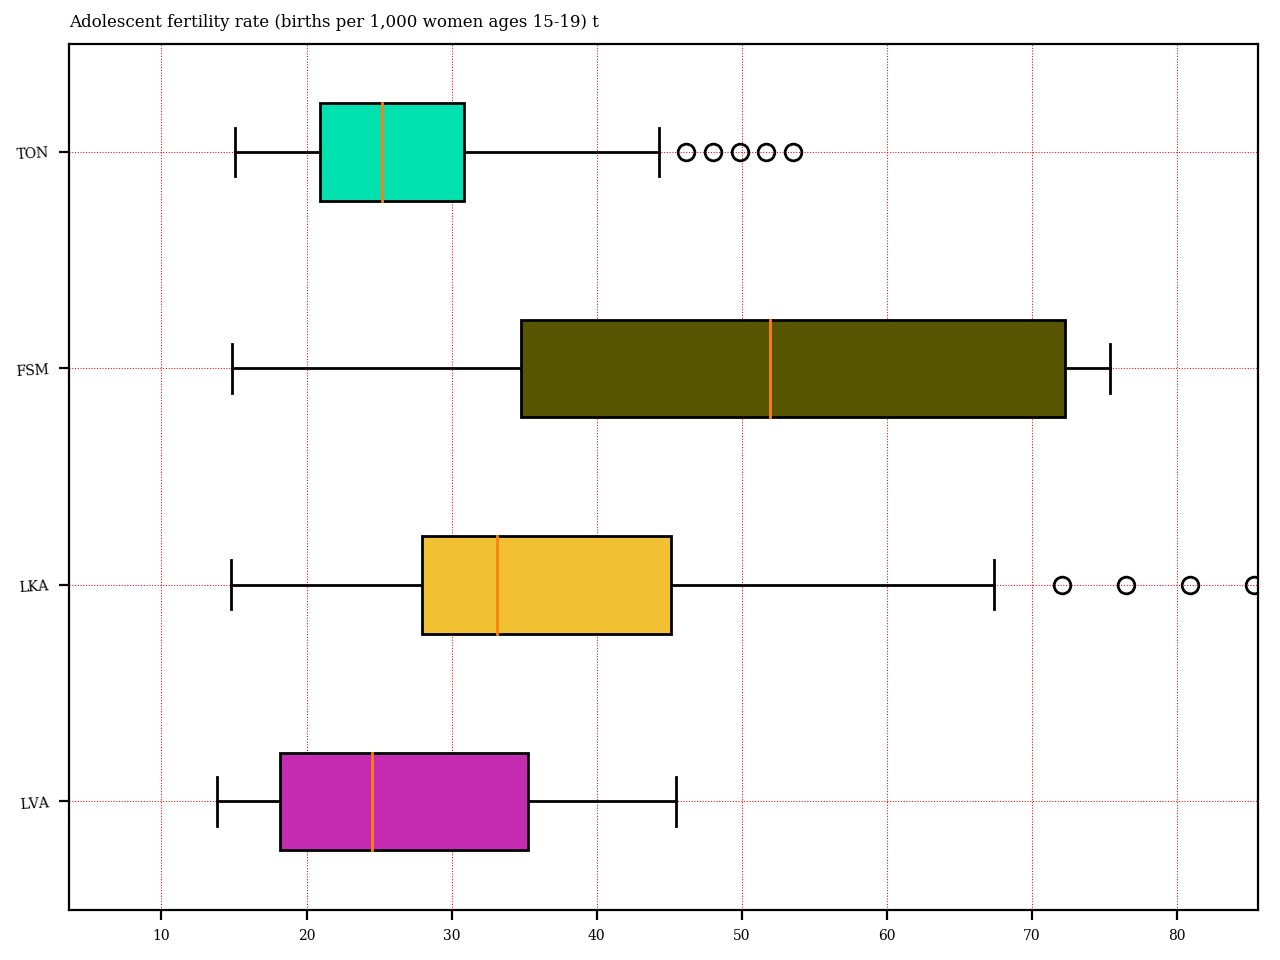 Adolescent fertility rate (births per 1,000 women ages 15-19) t
TON
FSM
LKA
LVA
10 20 30 40 50 60 70 80